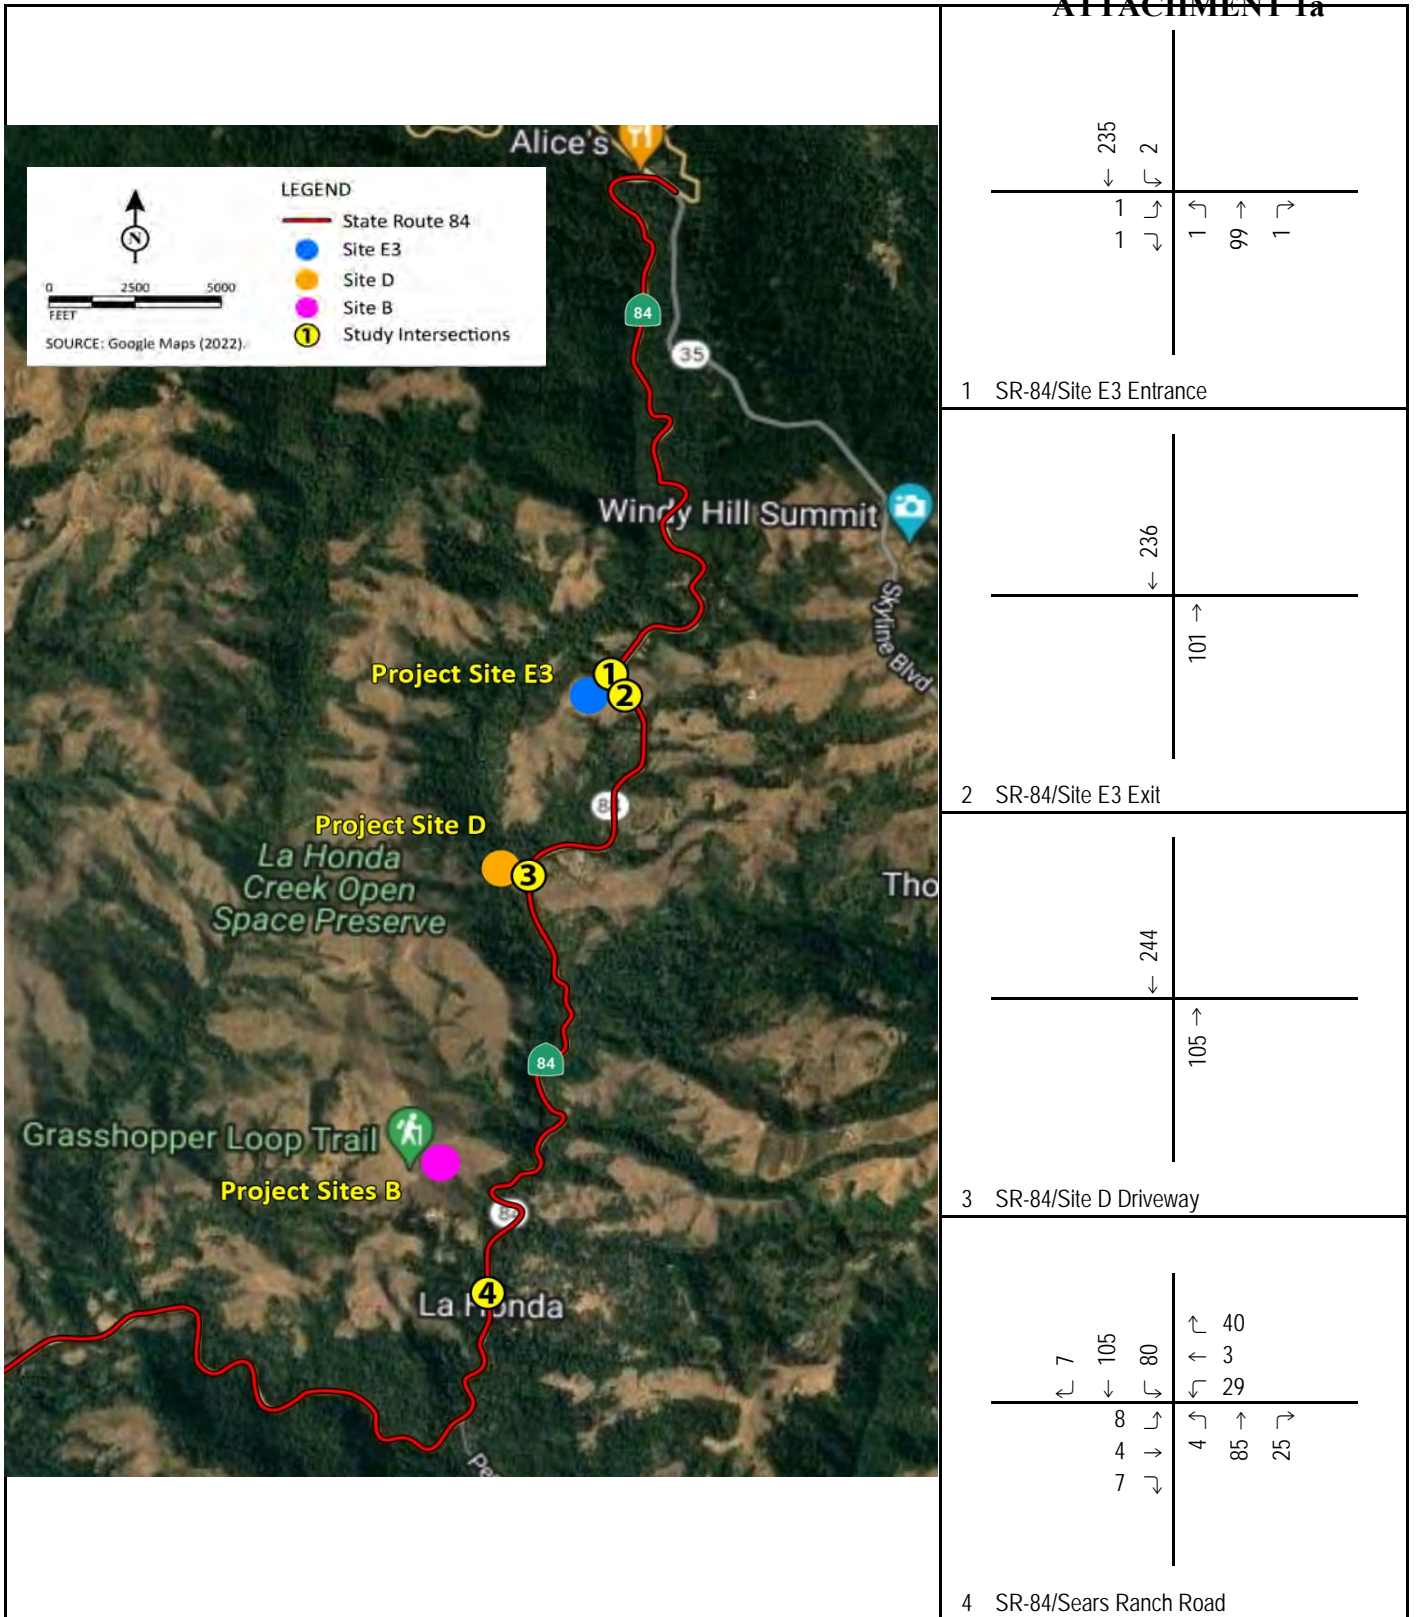 ATTACHMENT 1a
Alice's
LEGEND
State Route 84
Site E3
Site D
Site B
1 Study Intersections
N
0 2500 5000
FEET
SOURCE: Google Maps (2022).
84
35
Windy Hill Summit
Skyline Blvd
Project Site E3
1
2
84
Project Site D
La Honda
Creek Open
Space Preserve
3
Tho
84
Grasshopper Loop Trail
Project Sites B
84
4
La Honda
Pes
235
2
1
1
1
99
1
1 SR-84/Site E3 Entrance
236
101
2 SR-84/Site E3 Exit
244
105
3 SR-84/Site D Driveway
7
105
80
40
3
29
8
4
7
4
85
25
4 SR-84/Sears Ranch Road